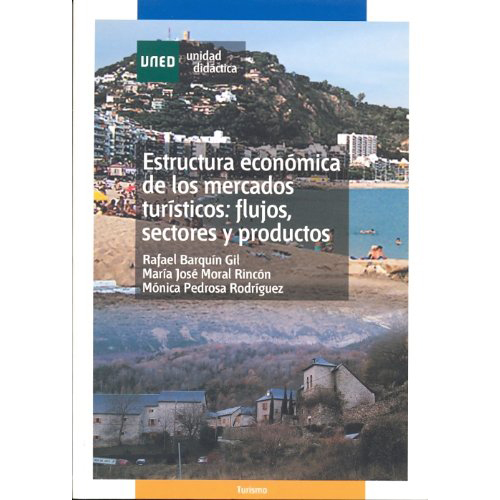 UNED
unidad
didáctica
Estructura económica
de los mercados
turísticos: flujos,
sectores y productos
Rafael Barquín Gil
María José Moral Rincón
Mónica Pedrosa Rodríguez
Turismo